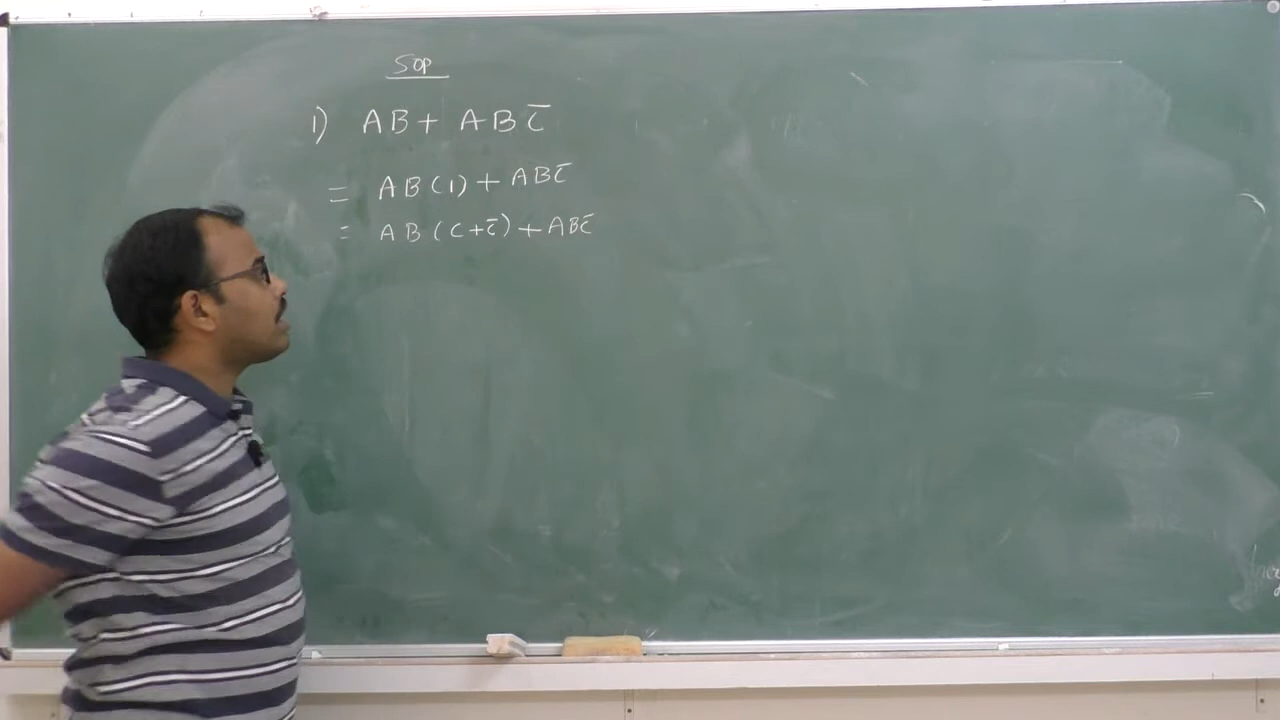 SOP
1) AB + ABC̅
= AB(1) + ABC̅
= AB(C+C̅) + ABC̅